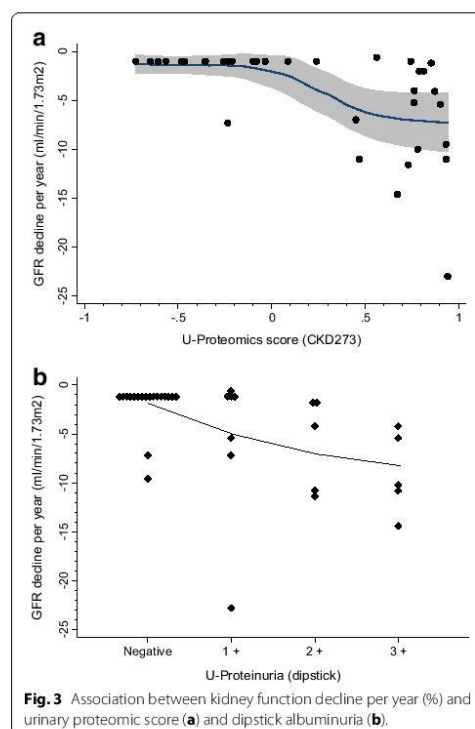 a
0
-5
-10
-15
-20
-25
GFR decline per year (ml/min/1.73m2)
-1
-.5
0
.5
1
U-Proteomics score (CKD273)
b
0
-5
-10
-15
-20
-25
GFR decline per year (ml/min/1.73m2)
Negative
1 +
2 +
3 +
U-Proteinuria (dipstick)
Fig. 3 Association between kidney function decline per year (%) and
urinary proteomic score (a) and dipstick albuminuria (b).